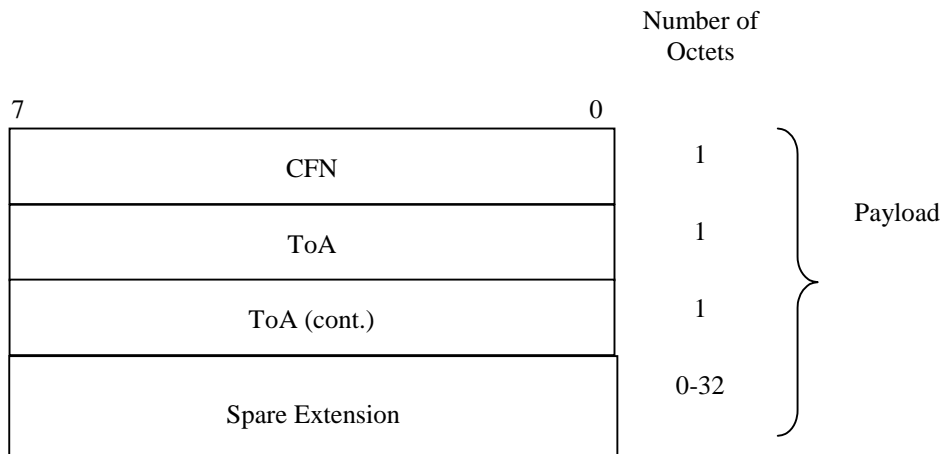 Number of
Octets
7 0
CFN 1
ToA 1
Payload
ToA (cont.) 1
Spare Extension 0-32